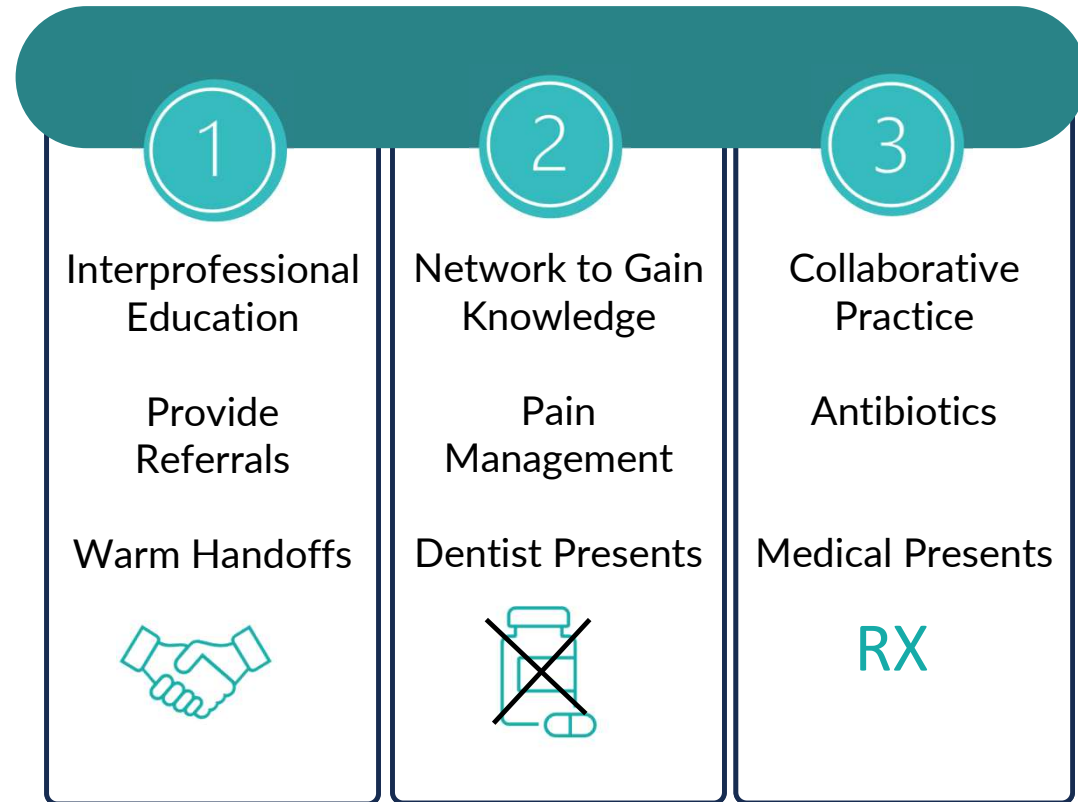 1
Interprofessional
Education
Provide
Referrals
Warm Handoffs
2
Network to Gain
Knowledge
Pain
Management
Dentist Presents
3
Collaborative
Practice
Antibiotics
Medical Presents
RX